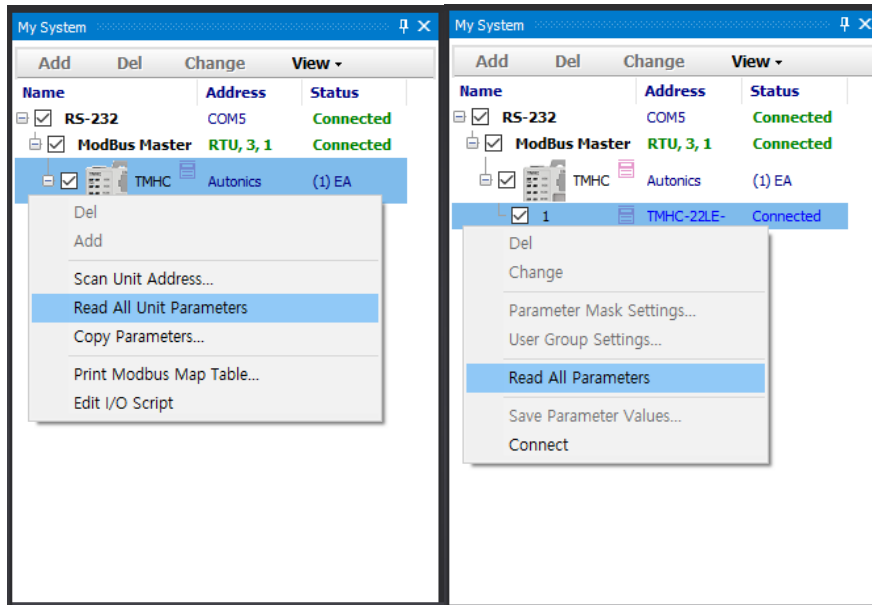 My System
Add Del Change View
Name Address Status
RS-232 COM5 Connected
ModBus Master RTU, 3, 1 Connected
TMHC Autonics (1) EA
Del
Add
Scan Unit Address...
Read All Unit Parameters
Copy Parameters...
Print Modbus Map Table...
Edit I/O Script
My System
Add Del Change View
Name Address Status
RS-232 COM5 Connected
ModBus Master RTU, 3, 1 Connected
TMHC Autonics (1) EA
1 TMHC-22LE- Connected
Del
Change
Parameter Mask Settings...
User Group Settings...
Read All Parameters
Save Parameter Values...
Connect